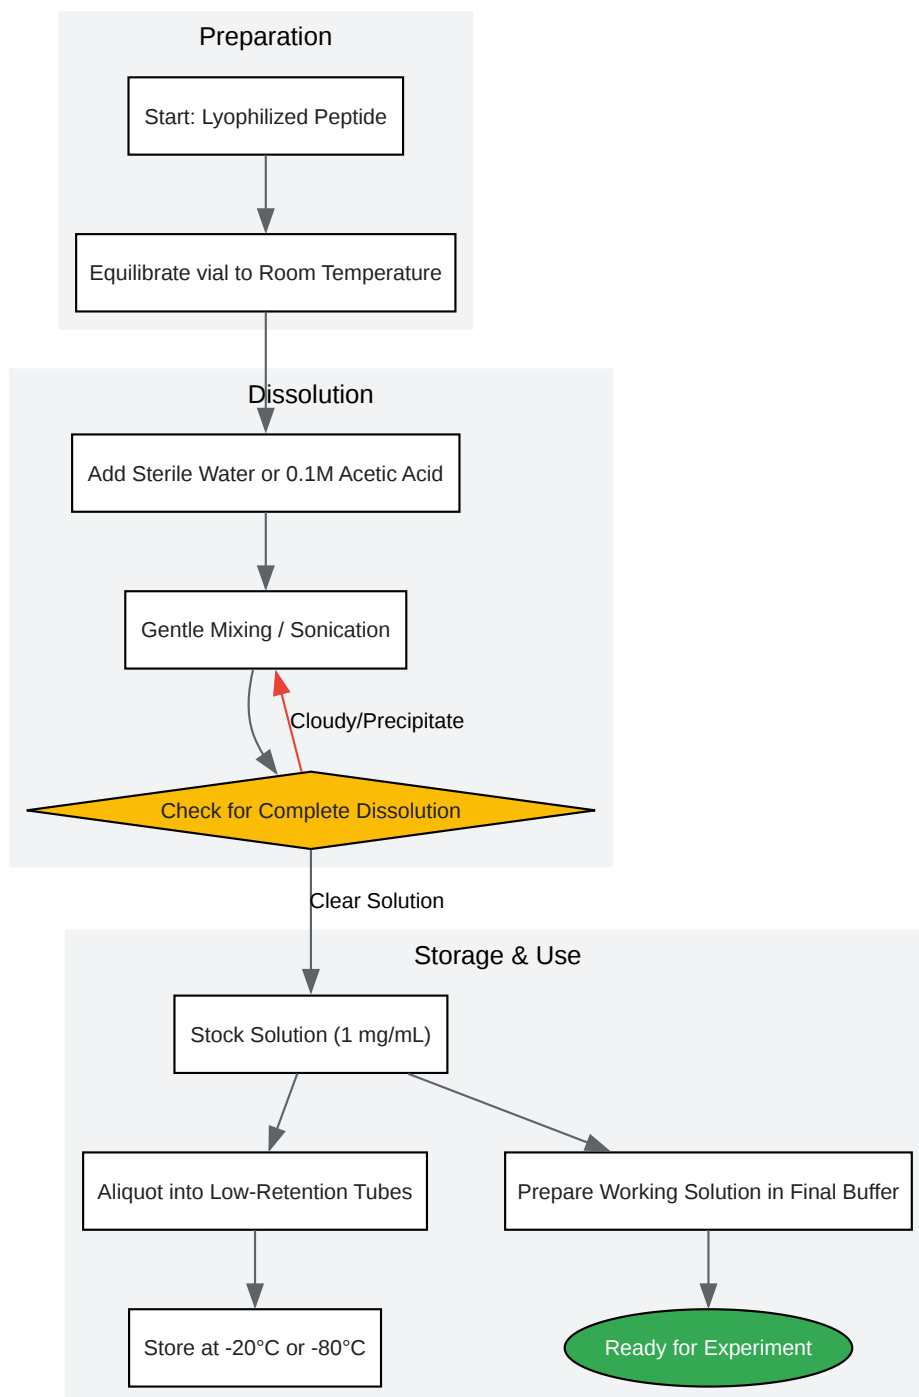 Preparation
Start: Lyophilized Peptide
Equilibrate vial to Room Temperature
Dissolution
Add Sterile Water or 0.1M Acetic Acid
Gentle Mixing / Sonication
Cloudy/Precipitate
Check for Complete Dissolution
Clear Solution
Storage & Use
Stock Solution (1 mg/mL)
Aliquot into Low-Retention Tubes
Prepare Working Solution in Final Buffer
Store at -20°C or -80°C
Ready for Experiment